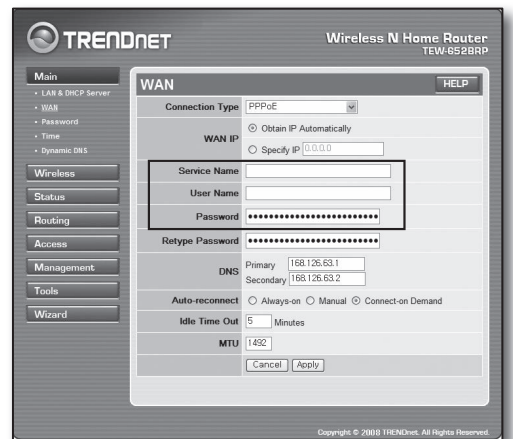 TRENDNET
Wireless N Home Router
TEW-652BRP
Main
• LAN & DHCP Server
• WAN
• Password
• Time
• Dynamic DNS
Wireless
Status
Routing
Access
Management
Tools
Wizard
WAN
HELP
Connection Type PPPoE
WAN IP
Obtain IP Automatically
Specify IP 0.0.0.0
Service Name
User Name
Password ••••••••••••••••••••••••••
Retype Password ••••••••••••••••••••••••••
DNS
Primary 168.126.63.1
Secondary 168.126.63.2
Auto-reconnect Always-on Manual Connect-on Demand
Idle Time Out 5 Minutes
MTU 1492
Cancel Apply
Copyright © 2008 TRENDnet. All Rights Reserved.